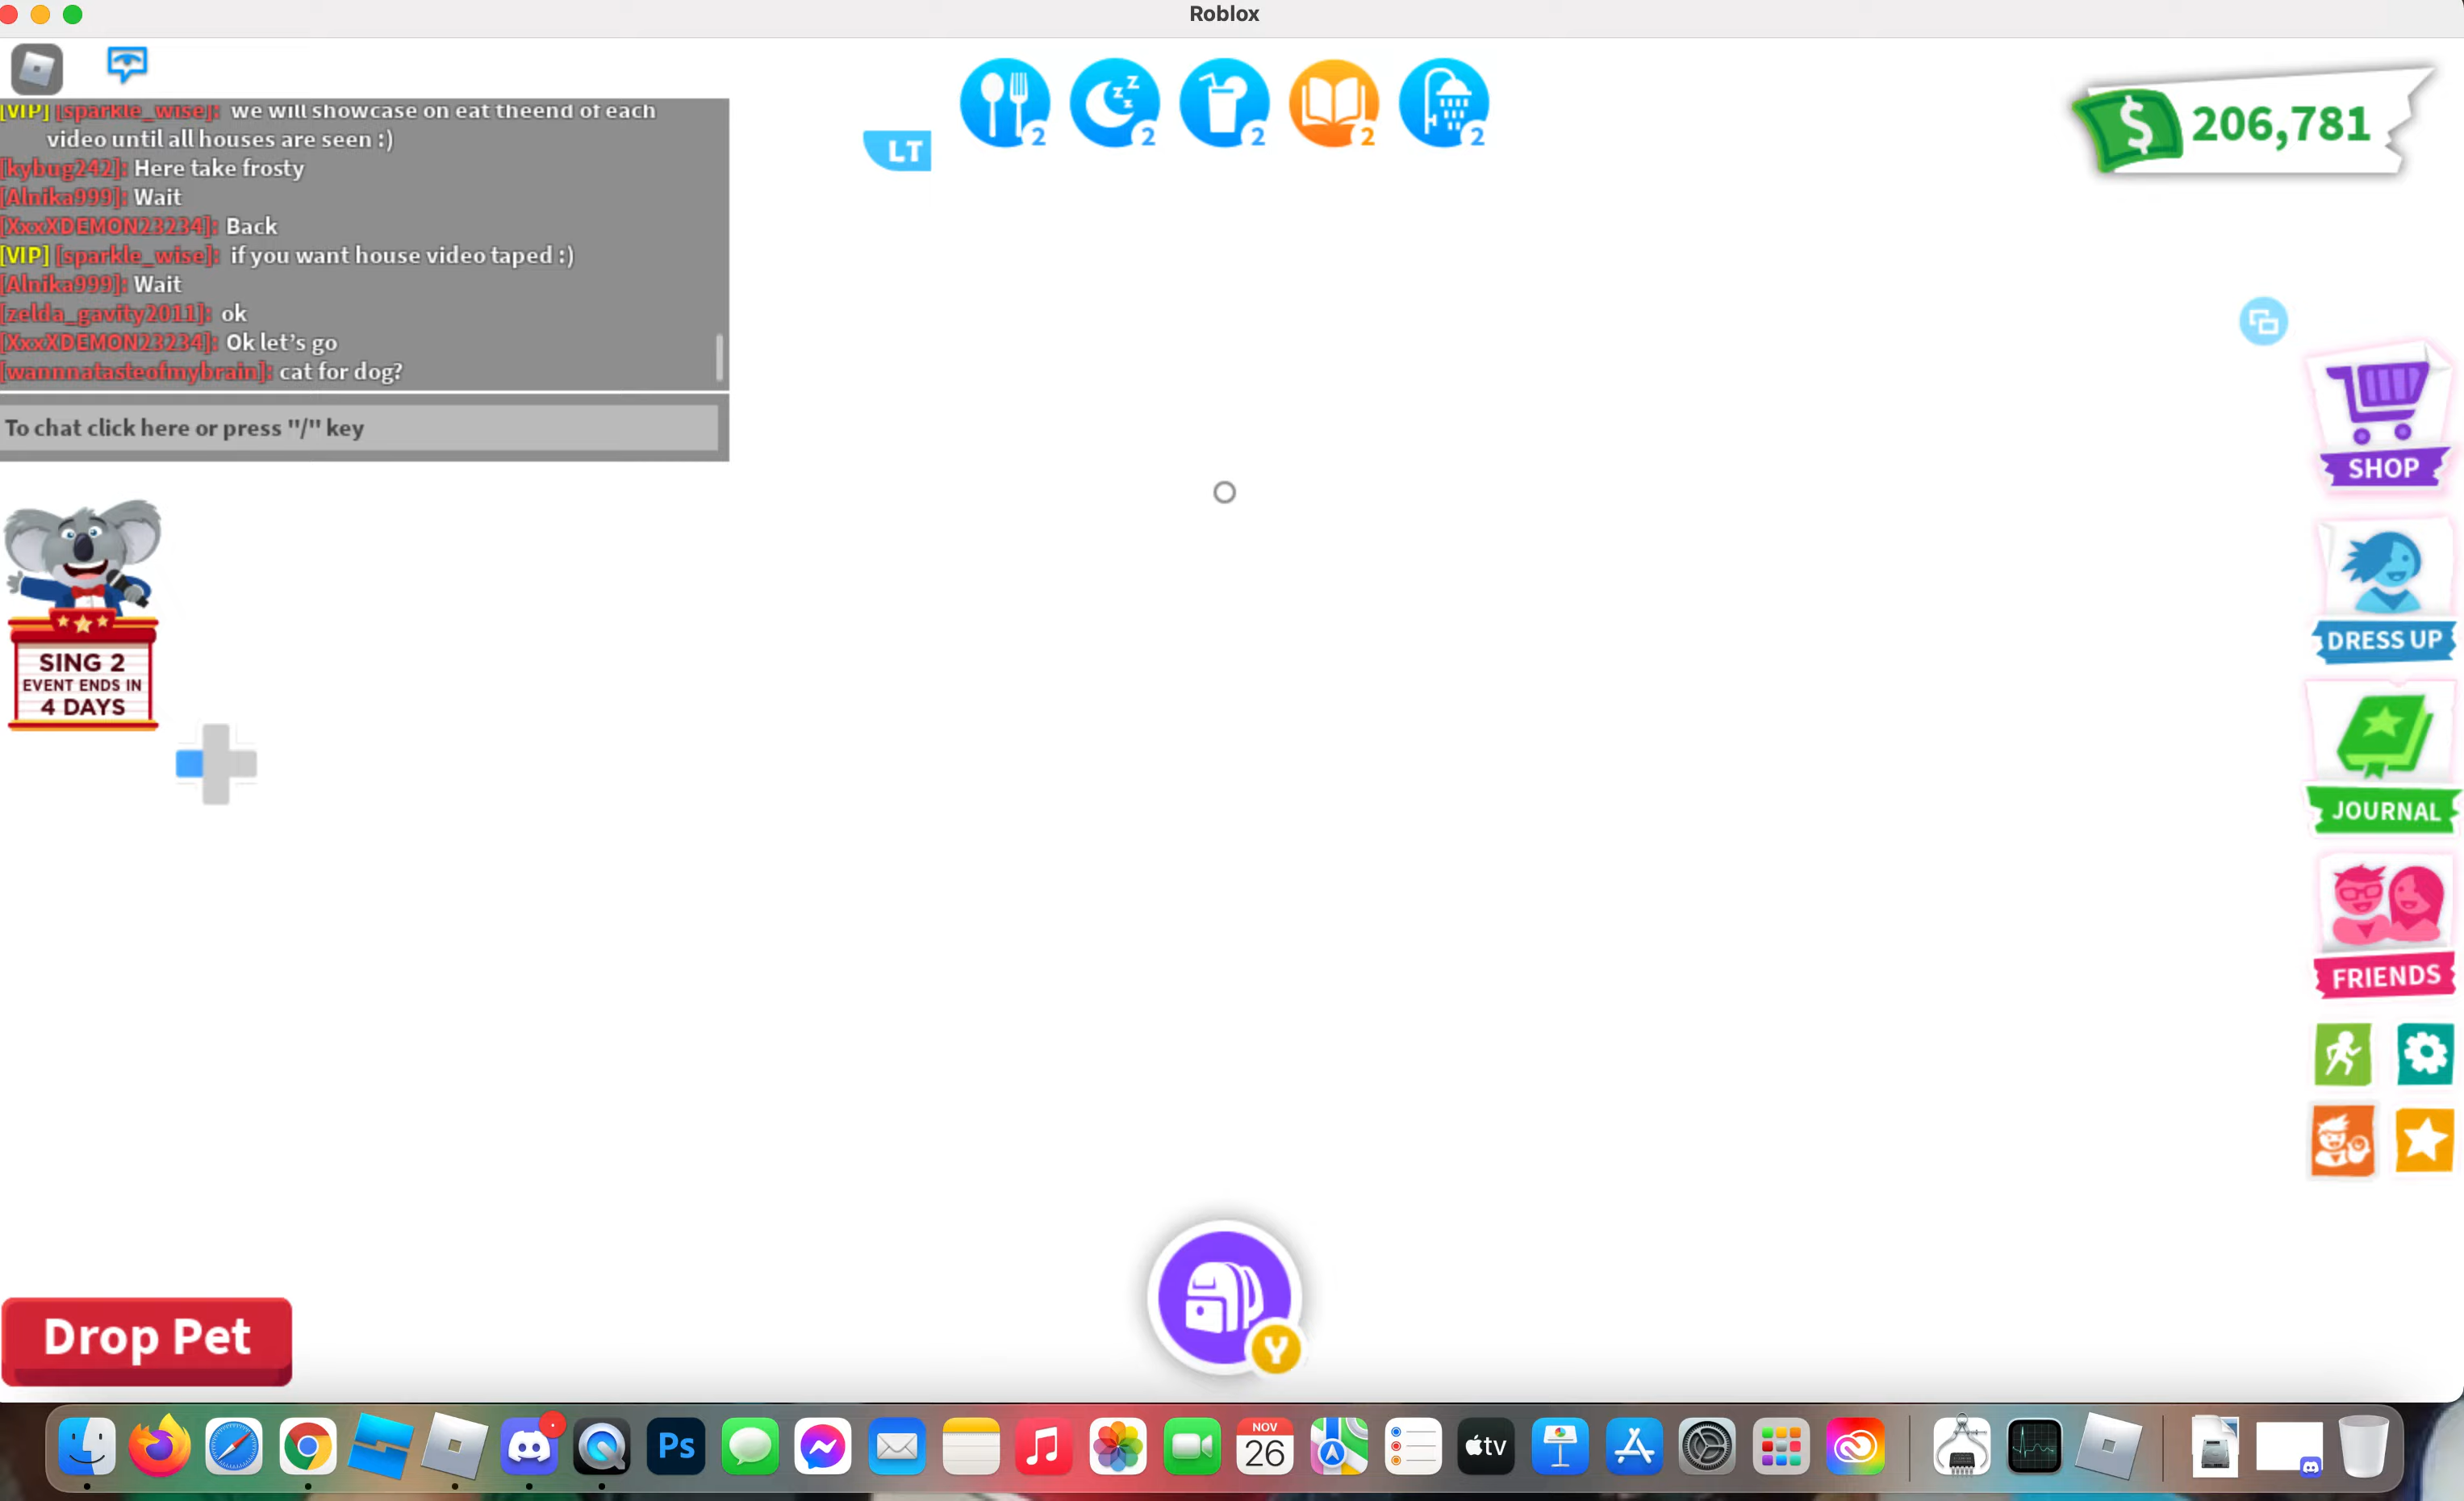 Roblox
[VIP] [sparkle_wise]: we will showcase on eat theend of each
video until all houses are seen :)
[kybug242]: Here take frosty
[Alnika999]: Wait
[XxxXDEMON23234]: Back
[VIP] [sparkle_wise]: if you want house video taped :)
[Alnika999]: Wait
[zelda_gavity2011]: ok
[XxxXDEMON23234]: Ok let's go
[wannnatasteofmybrain]: cat for dog?
To chat click here or press "/" key
LT
2
2
2
2
2
$ 206,781
SHOP
DRESS UP
JOURNAL
FRIENDS
SING 2
EVENT ENDS IN
4 DAYS
Drop Pet
Y
Ps
NOV
26
tv